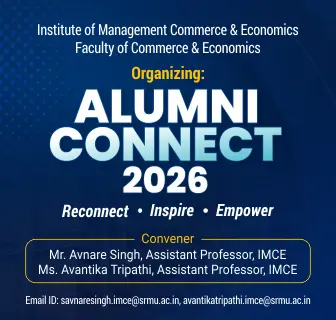 Institute of Management Commerce & Economics
Faculty of Commerce & Economics
Organizing:
ALUMNI
CONNECT
2026
Reconnect • Inspire • Empower
Convener
Mr. Avnare Singh, Assistant Professor, IMCE
Ms. Avantika Tripathi, Assistant Professor, IMCE
Email ID: savnaresingh.imce@srmu.ac.in, avantikatripathi.imce@srmu.ac.in